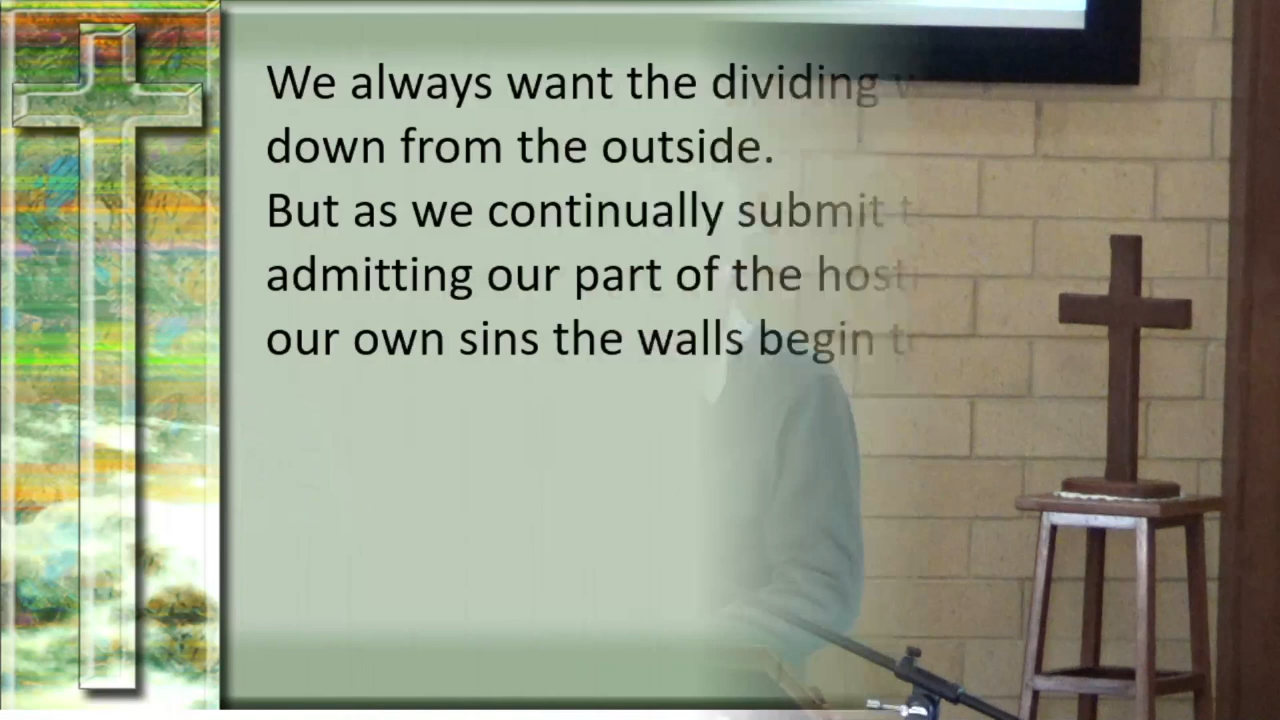 We always want the dividing
down from the outside.
But as we continually submit
admitting our part of the
our own sins the walls begin